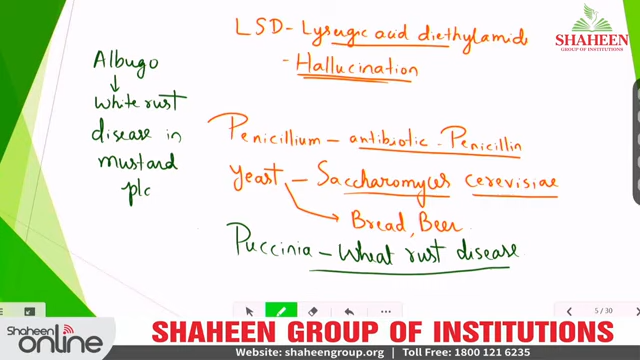 LSD - Lysergic acid diethylamide
- Hallucination
SHAHEEN
GROUP OF INSTITUTIONS
Albugo
↓
white rust
disease in
mustard
plc
Penicillium - antibiotic - Penicillin
yeast - Saccharomyces cerevisiae
→ Bread, Beer
Puccinia - Wheat rust disease
5 / 30
Shaheen
online
SHAHEEN GROUP OF INSTITUTIONS
Website: shaheengroup.org | Toll Free: 1800 121 6235